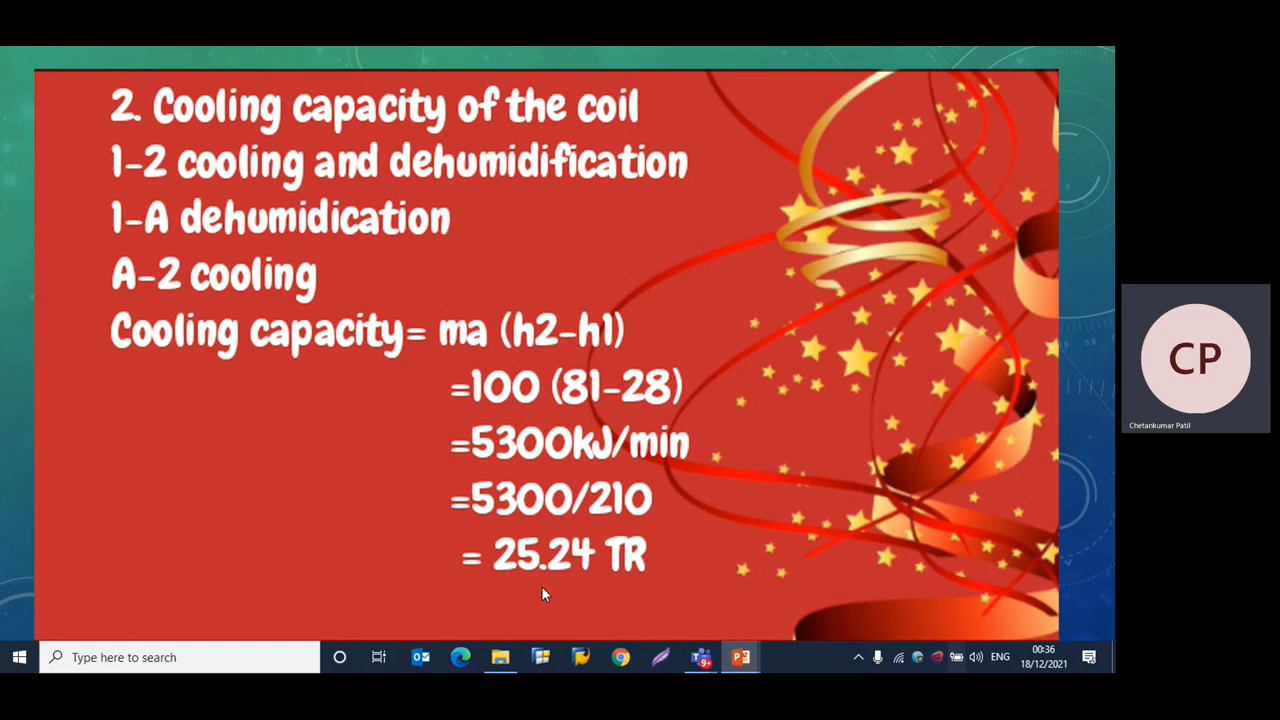 2. Cooling capacity of the coil
1-2 cooling and dehumidification
1-A dehumidication
A-2 cooling
Cooling capacity= ma (h2-h1)
=100 (81-28)
=5300kJ/min
=5300/210
= 25.24 TR
CP
Chetankumar Patil
Type here to search
9+
ENG
00:36
18/12/2021